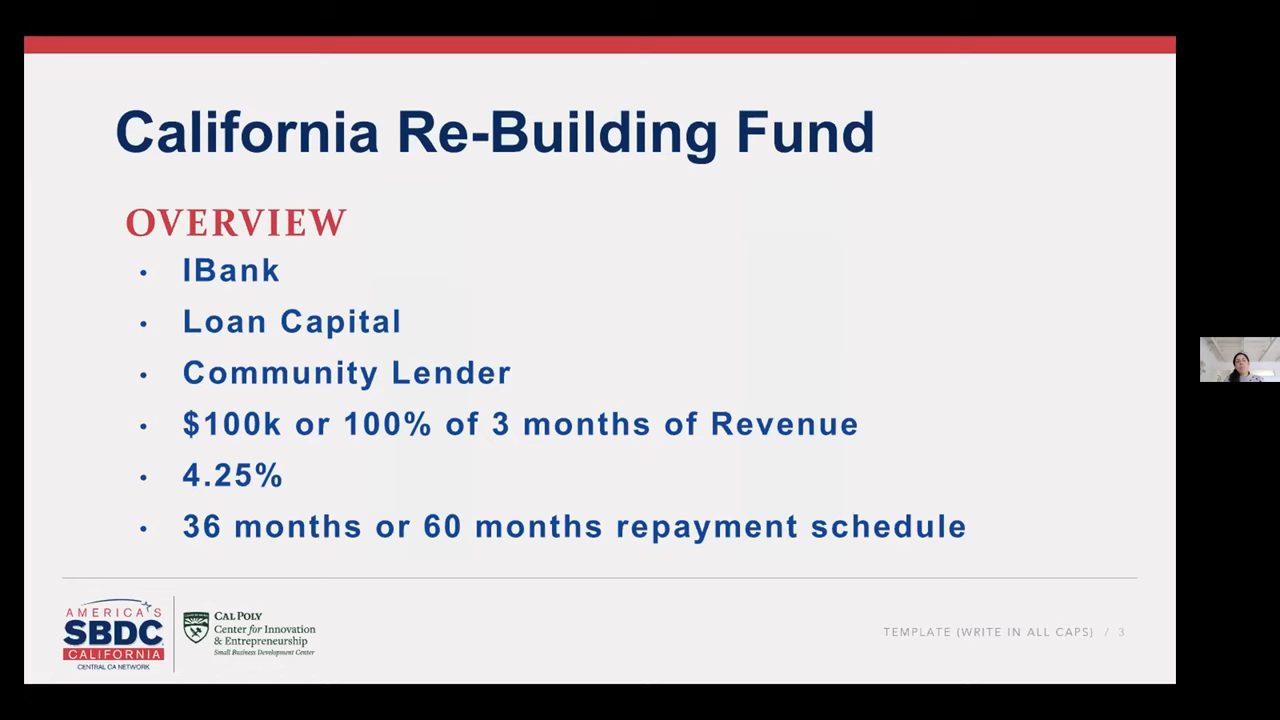 California Re-Building Fund
OVERVIEW
• IBank
• Loan Capital
• Community Lender
• $100k or 100% of 3 months of Revenue
• 4.25%
• 36 months or 60 months repayment schedule
AMERICA'S
SBDC
CALIFORNIA
CENTRAL CA NETWORK
CAL POLY
Center for Innovation
& Entrepreneurship
Small Business Development Center
TEMPLATE (WRITE IN ALL CAPS) / 3